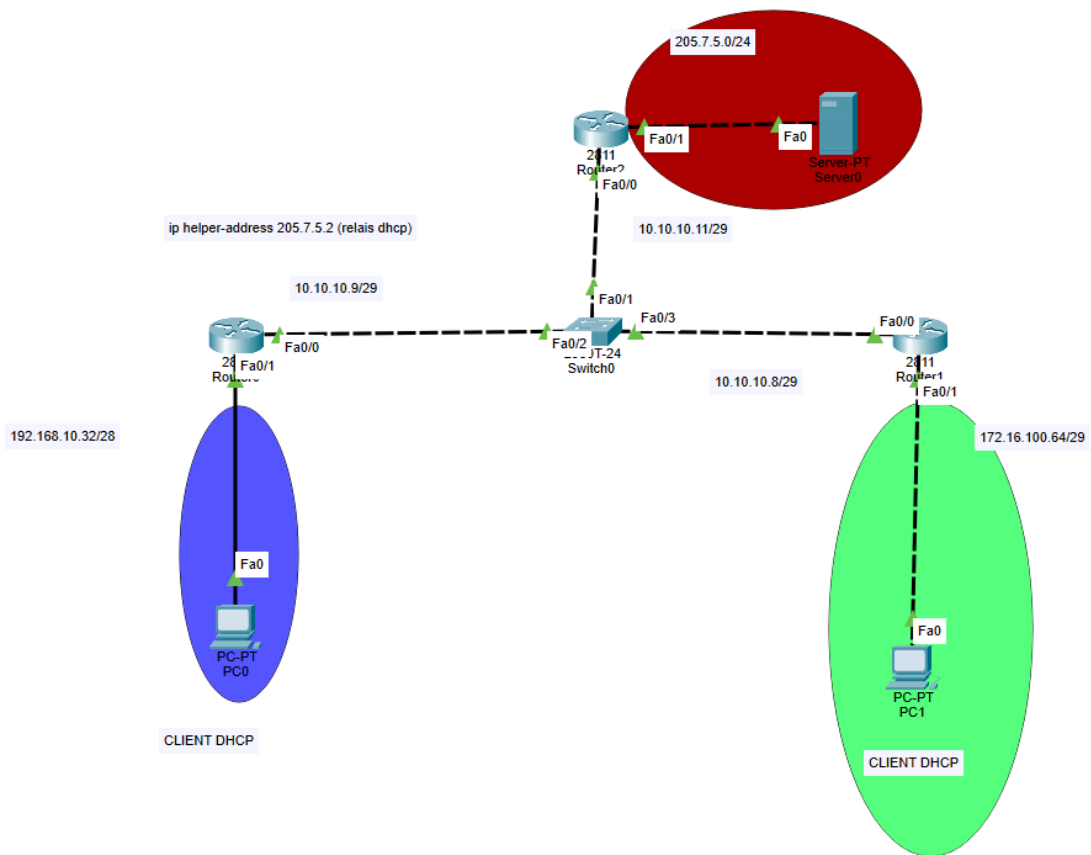 205.7.5.0/24
Fa0/1
Fa0
2811
Router2
Server-PT
Server0
Fa0/0
ip helper-address 205.7.5.2 (relais dhcp)
10.10.10.11/29
10.10.10.9/29
Fa0/1
Fa0/3
Fa0/0
Fa0/0
Fa0/2
Switch0
2811
Router1
Fa0/1
10.10.10.8/29
Fa0/1
192.168.10.32/28
172.16.100.64/29
Fa0
Fa0
PC-PT
PC0
PC-PT
PC1
CLIENT DHCP
CLIENT DHCP